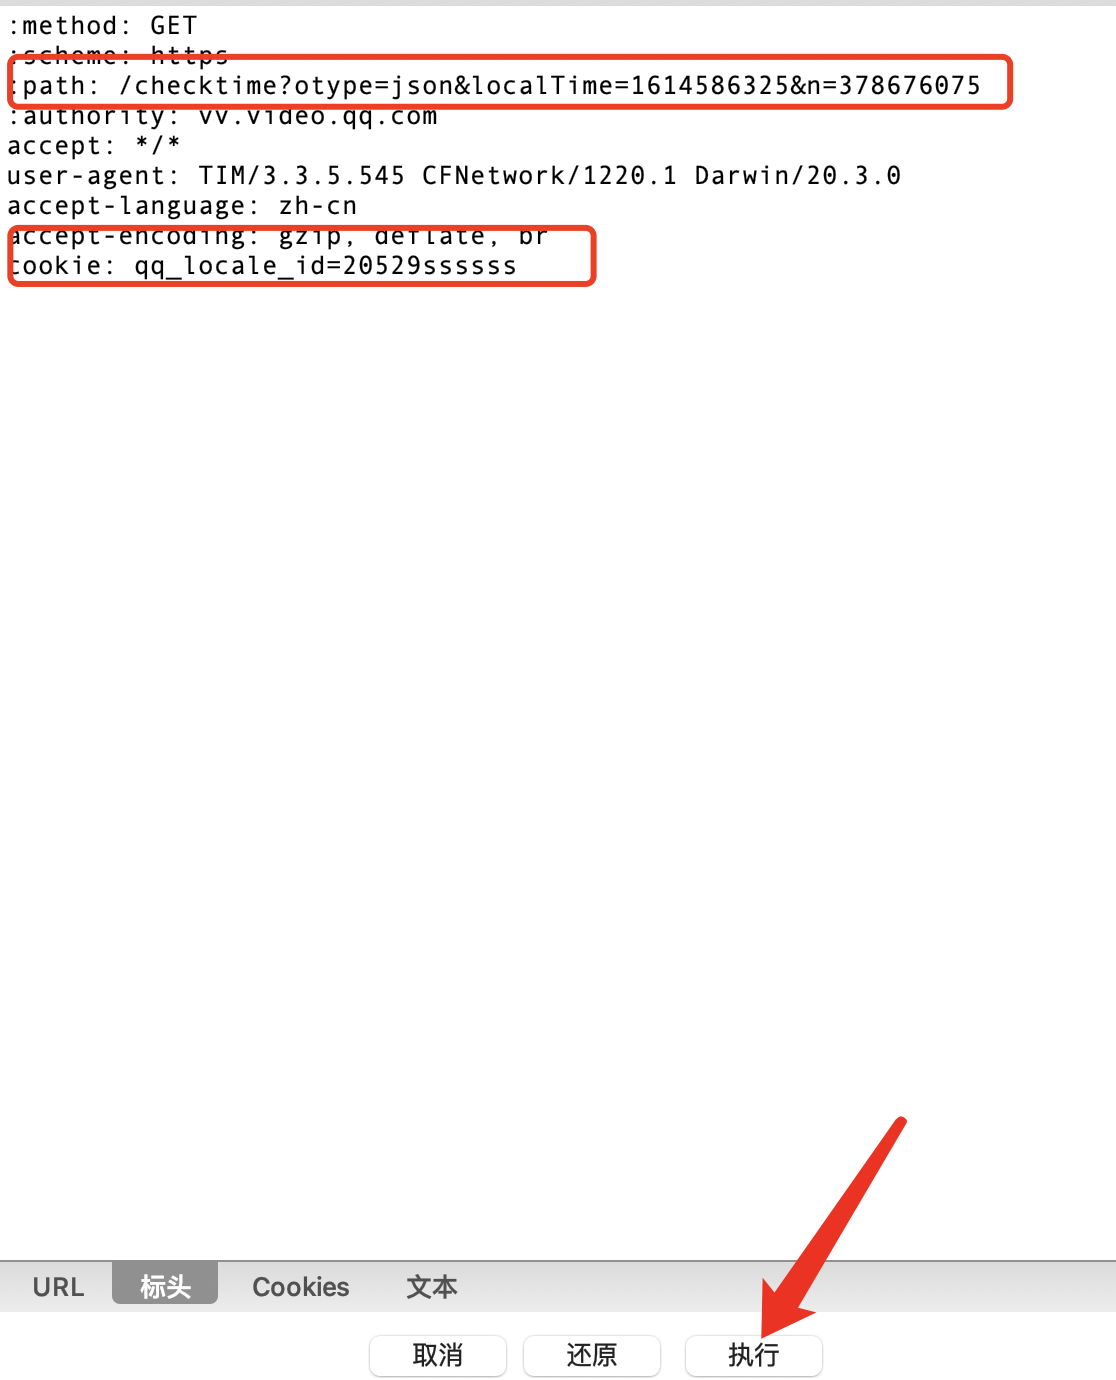 :method: GET
:scheme: https
:path: /checktime?otype=json&localTime=1614586325&n=378676075
:authority: vv.video.qq.com
accept: */*
user-agent: TIM/3.3.5.545 CFNetwork/1220.1 Darwin/20.3.0
accept-language: zh-cn
accept-encoding: gzip, deflate, br
cookie: qq_locale_id=20529ssssss
URL 标头 Cookies 文本
取消 还原 执行